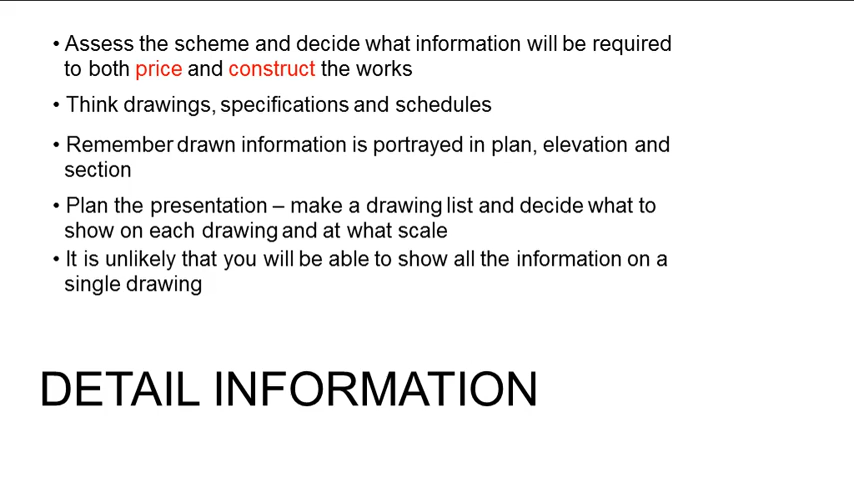 • Assess the scheme and decide what information will be required
to both price and construct the works
• Think drawings, specifications and schedules
• Remember drawn information is portrayed in plan, elevation and
section
• Plan the presentation – make a drawing list and decide what to
show on each drawing and at what scale
• It is unlikely that you will be able to show all the information on a
single drawing
DETAIL INFORMATION